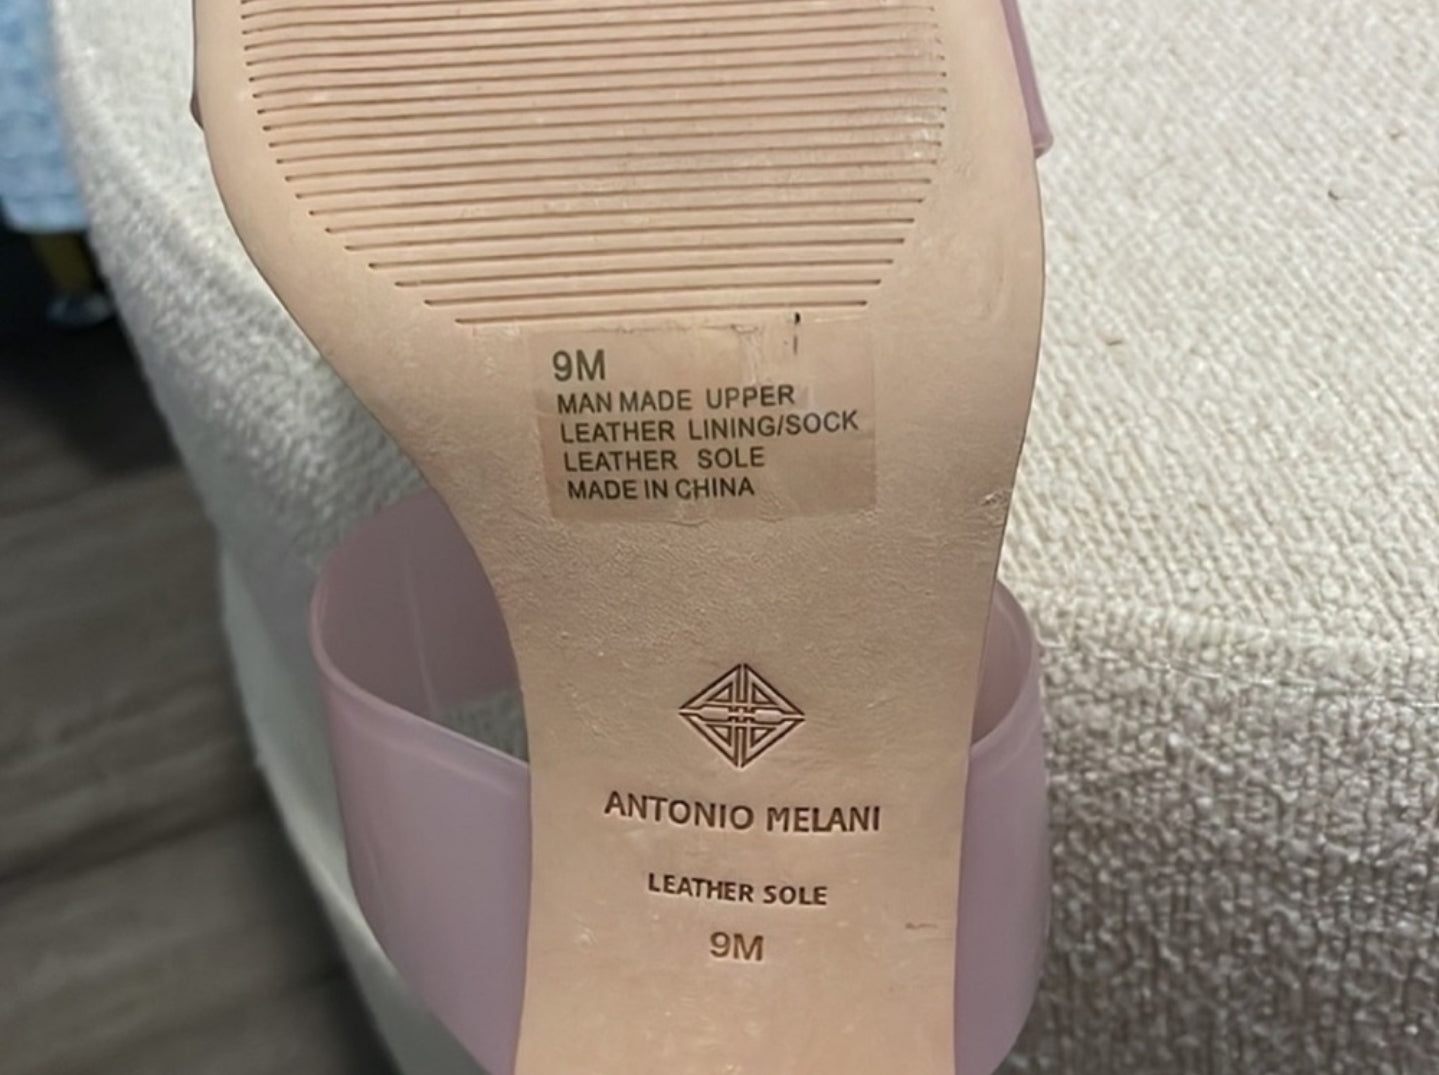 9M
MAN MADE UPPER
LEATHER LINING/SOCK
LEATHER SOLE
MADE IN CHINA
ANTONIO MELANI
LEATHER SOLE
9M